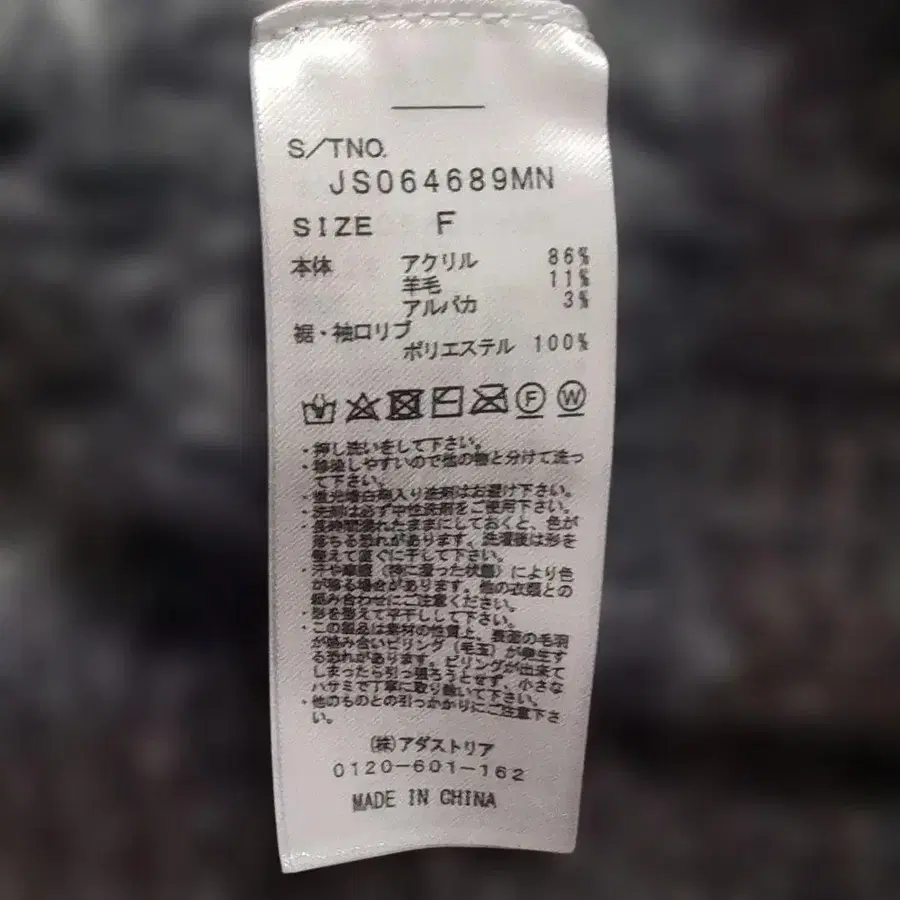 S/TNO.
JS064689MN
SIZE F
本体 アクリル 86%
羊毛 11%
アルパカ 3%
裾・袖口リブ
ポリエステル 100%
F W
・押し洗いをして下さい。
・移染しやすいので他の物と分けて洗っ
て下さい。
・蛍光増白剤入り洗剤はお避け下さい。
・洗剤は必ず中性洗剤をご使用下さい。
・長時間濡れたままにしておくと、色が
落ちる恐れがあります。洗濯後は形を
整えて直ぐに干して下さい。
・汗や摩擦（特に湿った状態）により色
が移る場合があります。他の衣類との
組み合わせにご注意ください。
・形を整えて平干しして下さい。
・この製品は素材の性質上、表面の毛羽
が絡み合いピリング（毛玉）が発生す
る恐れがあります。ピリングが出来て
しまったら引っ張ろうとせず、小さな
ハサミで丁寧に取り除いて下さい。
・他のものとの引っかかりにご注意下さ
い。
(株)アダストリア
0120-601-162
MADE IN CHINA